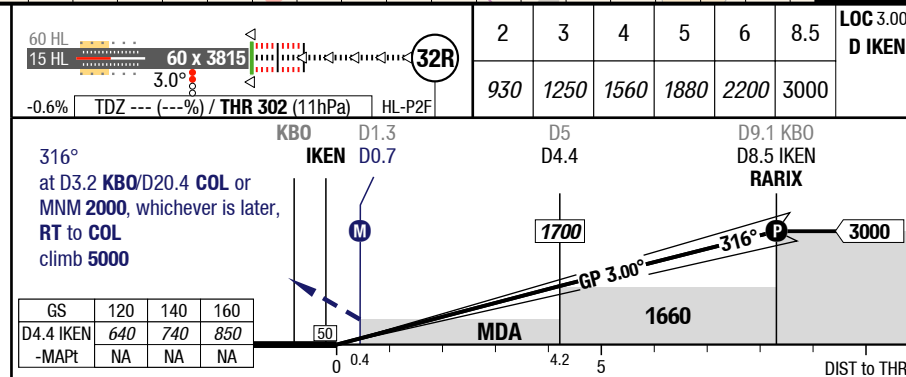 60 HL
15 HL
60 x 3815
32R
3.0°
-0.6% TDZ --- (---%) / THR 302 (11hPa) HL-P2F
2 3 4 5 6 8.5 LOC 3.00
D IKEN
930 1250 1560 1880 2200 3000
KBO D1.3 D5 D9.1 KBO
IKEN D0.7 D4.4 D8.5 IKEN
RARIX
316°
at D3.2 KBO/D20.4 COL or
MNM 2000, whichever is later,
RT to COL
climb 5000
M 1700 316° P 3000
GP 3.00°
MDA 1660
GS 120 140 160
D4.4 IKEN 640 740 850
-MAPt NA NA NA
50
0 0.4 4.2 5 DIST to THR